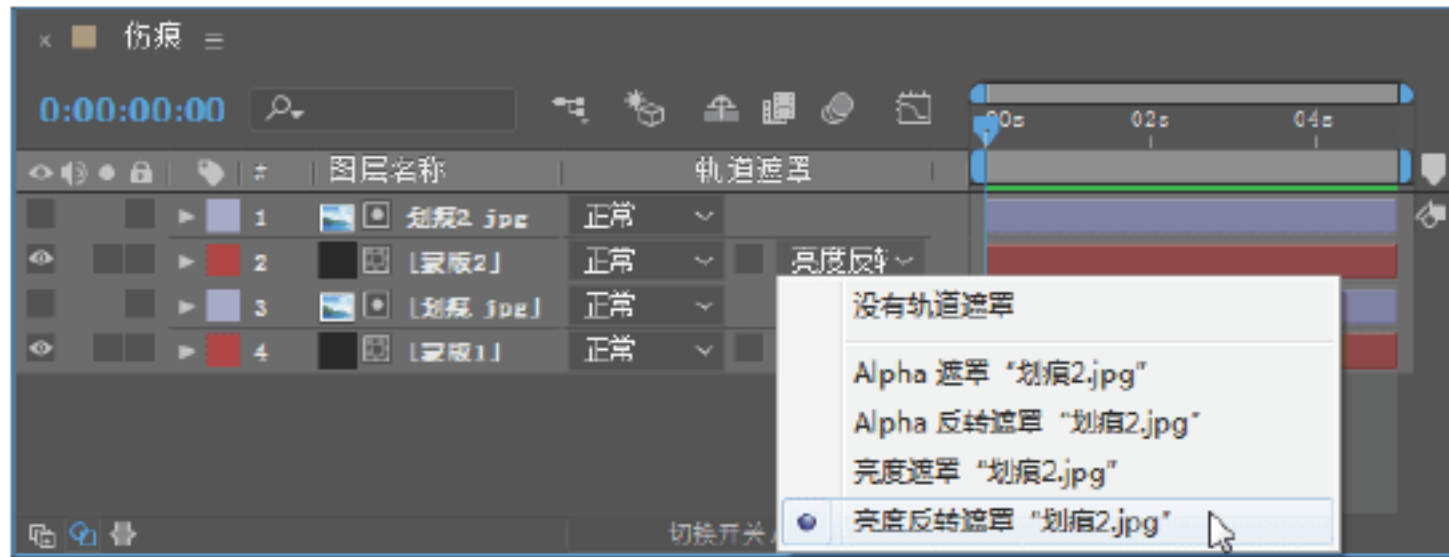 伤痕
0:00:00:00
00s 02s 04s
# 图层名称 轨道遮罩
1 划痕2.jpg 正常
2 [蒙版2] 正常 亮度反转
3 [划痕.jpg] 正常
4 [蒙版1] 正常
没有轨道遮罩
Alpha 遮罩 "划痕2.jpg"
Alpha 反转遮罩 "划痕2.jpg"
亮度遮罩 "划痕2.jpg"
亮度反转遮罩 "划痕2.jpg"
切换开关